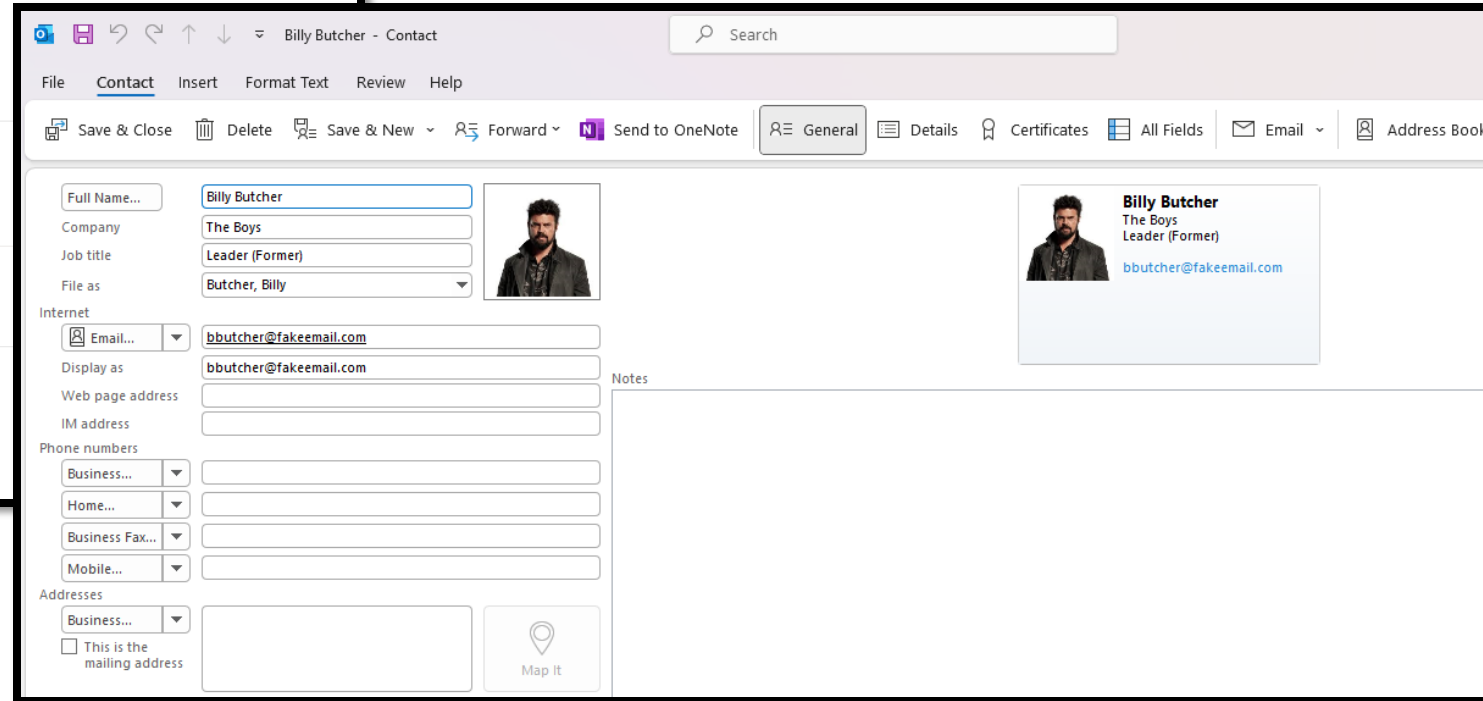 Billy Butcher - Contact
Search
File Contact Insert Format Text Review Help
Save & Close Delete Save & New Forward Send to OneNote General Details Certificates All Fields Email Address Book
Full Name... Billy Butcher
Company The Boys
Job title Leader (Former)
File as Butcher, Billy
Internet
Email... bbutcher@fakeemail.com
Display as bbutcher@fakeemail.com
Web page address
IM address
Phone numbers
Business...
Home...
Business Fax...
Mobile...
Addresses
Business...
This is the
mailing address
Map It
Billy Butcher
The Boys
Leader (Former)
bbutcher@fakeemail.com
Notes